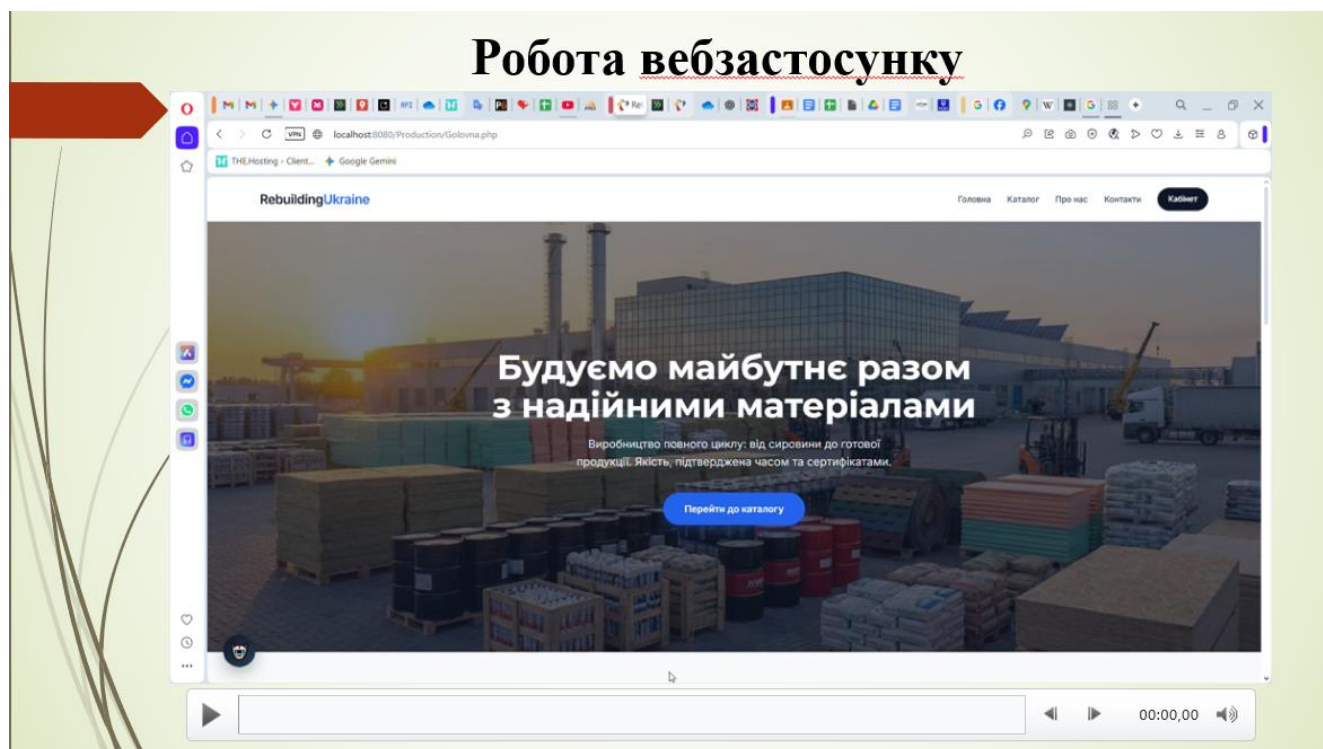 Робота вебзастосунку
VPN localhost:8080/Production/Golovna.php
THE.Hosting - Client... Google Gemini
RebuildingUkraine
Головна Каталог Про нас Контакти Кабінет
Будуємо майбутнє разом
з надійними матеріалами
Виробництво повного циклу: від сировини до готової
продукції. Якість, підтверджена часом та сертифікатами.
Перейти до каталогу
00:00,00